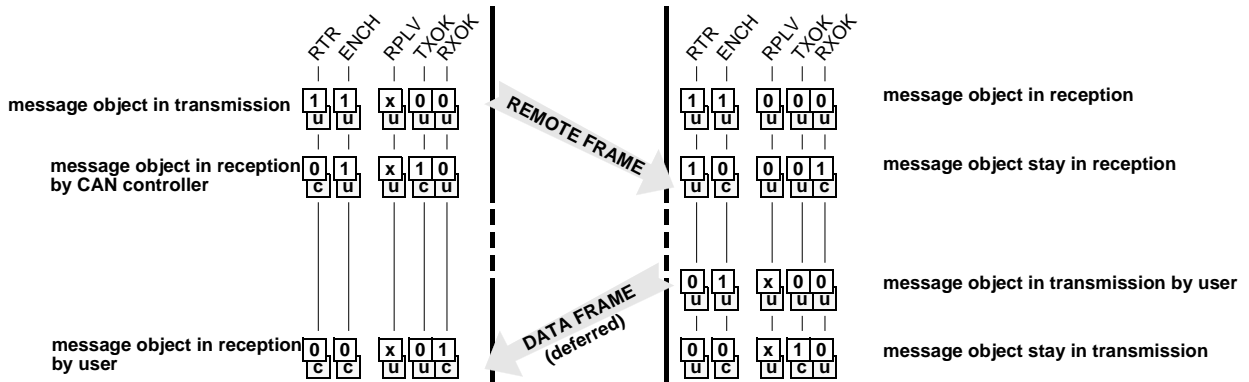 RTR ENCH RPLV TXOK RXOK
RTR ENCH RPLV TXOK RXOK
message object in transmission
1 1 x 0 0
u u u u u
REMOTE FRAME
1 1 0 0 0
u u u u u
message object in reception
message object in reception
by CAN controller
0 1 x 1 0
c u u c u
1 0 0 0 1
u c u u c
message object stay in reception
0 1 x 0 0
u u u u u
message object in transmission by user
DATA FRAME
(deferred)
message object in reception
by user
0 0 x 0 1
c c u u c
0 0 x 1 0
u c u c u
message object stay in transmission